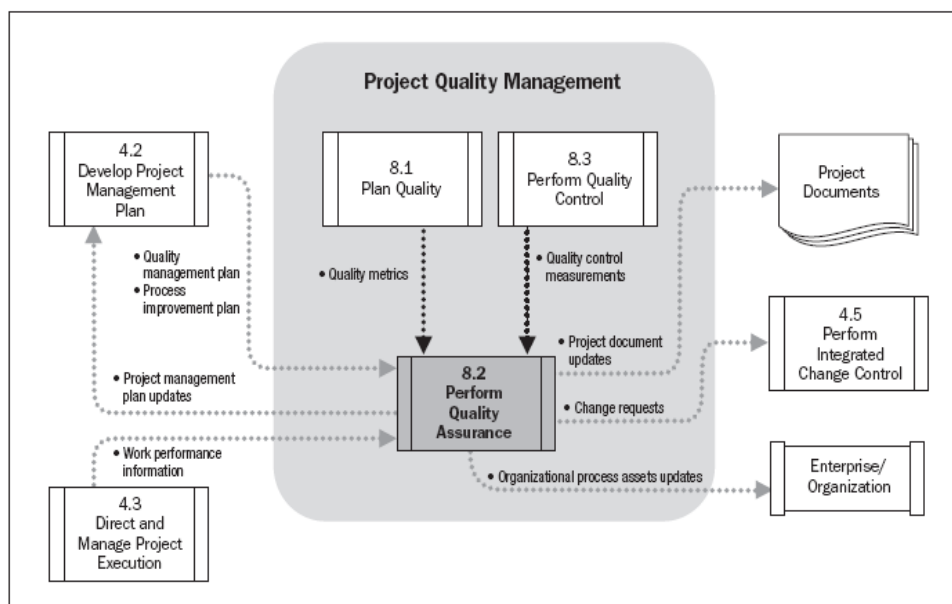 Project Quality Management
4.2
Develop Project
Management
Plan
8.1
Plan Quality
8.3
Perform Quality
Control
Project
Documents
• Quality
management plan
• Process
improvement plan
• Quality metrics
• Quality control
measurements
4.5
Perform
Integrated
Change Control
• Project document
updates
8.2
Perform
Quality
Assurance
• Project management
plan updates
• Change requests
• Work performance
information
• Organizational process assets updates
Enterprise/
Organization
4.3
Direct and
Manage Project
Execution